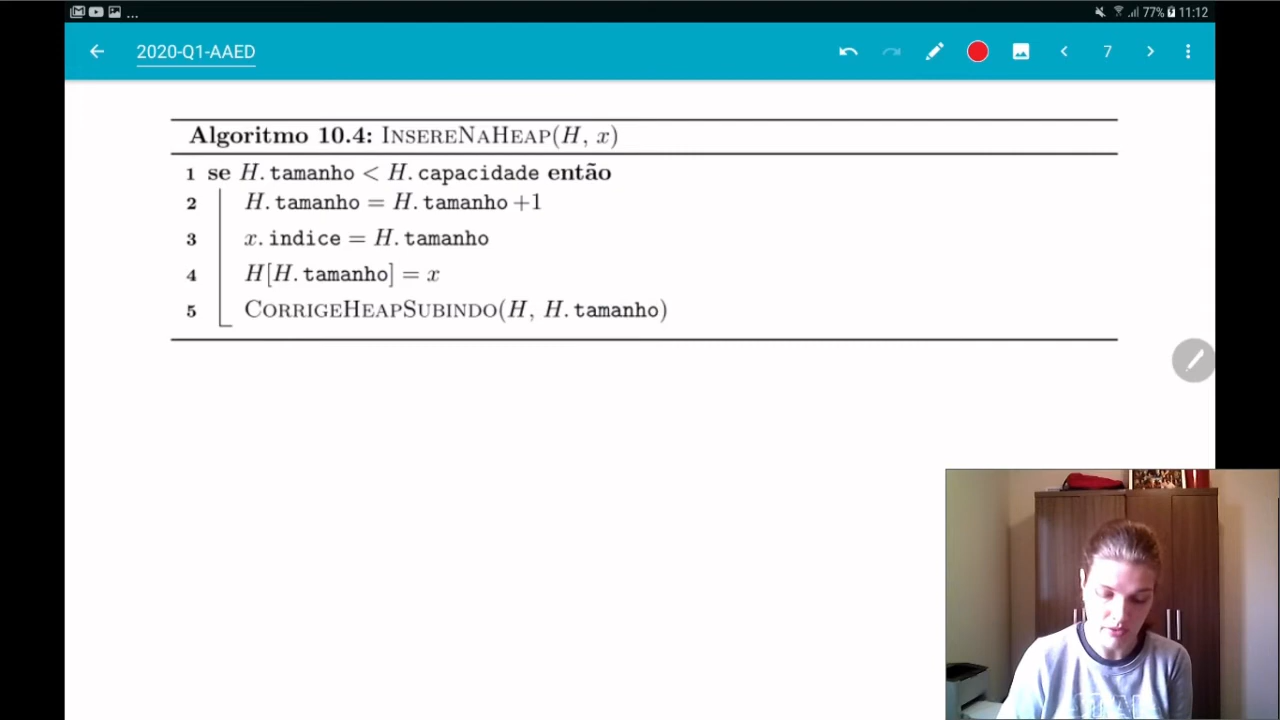 ... 77% 11:12
2020-Q1-AAED 7
Algoritmo 10.4: INSERENAHEAP(H, x)
1 se H.tamanho < H.capacidade então
2 H.tamanho = H.tamanho +1
3 x.indice = H.tamanho
4 H[H.tamanho] = x
5 CORRIGEHEAPSUBINDO(H, H.tamanho)